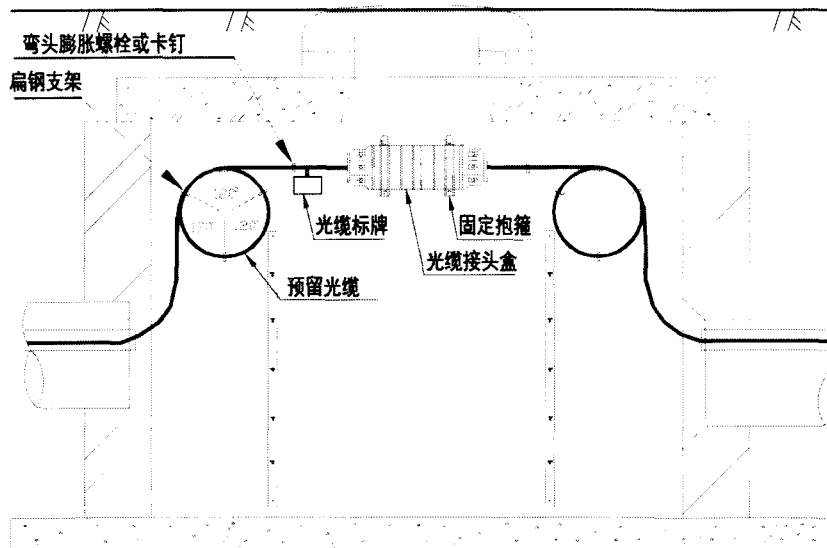 弯头膨胀螺栓或卡钉
扁钢支架
光缆标牌
固定抱箍
光缆接头盒
预留光缆